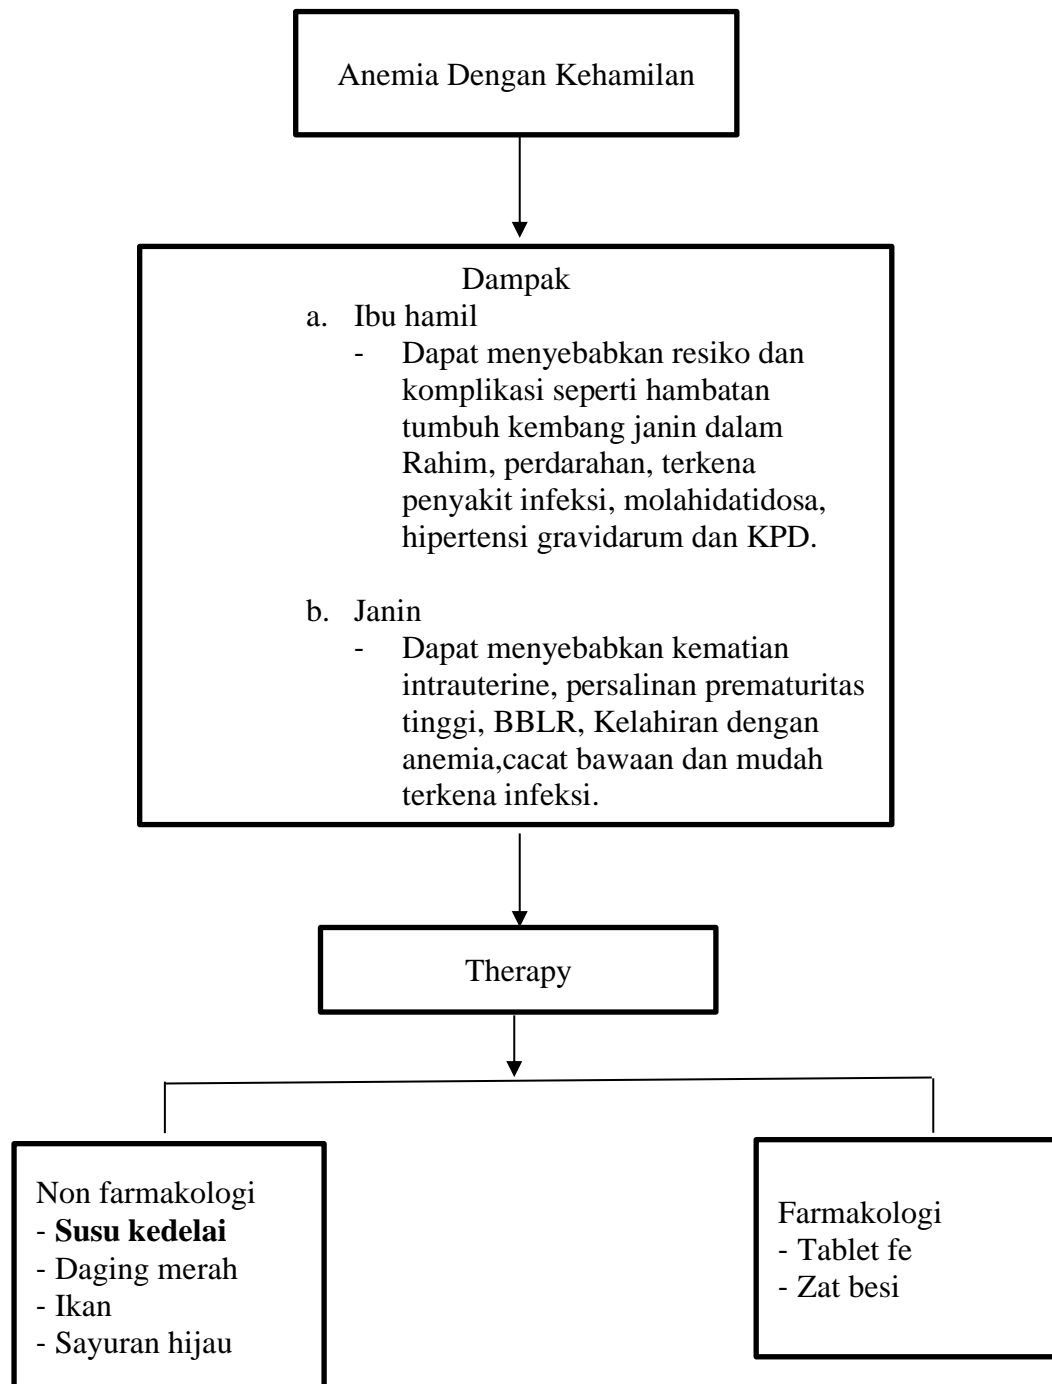 Anemia Dengan Kehamilan
Dampak
a. Ibu hamil
- Dapat menyebabkan resiko dan
komplikasi seperti hambatan
tumbuh kembang janin dalam
Rahim, perdarahan, terkena
penyakit infeksi, molahidatidosa,
hipertensi gravidarum dan KPD.
b. Janin
- Dapat menyebabkan kematian
intrauterine, persalinan prematuritas
tinggi, BBLR, Kelahiran dengan
anemia,cacat bawaan dan mudah
terkena infeksi.
Therapy
Non farmakologi
- Susu kedelai
- Daging merah
- Ikan
- Sayuran hijau
Farmakologi
- Tablet fe
- Zat besi